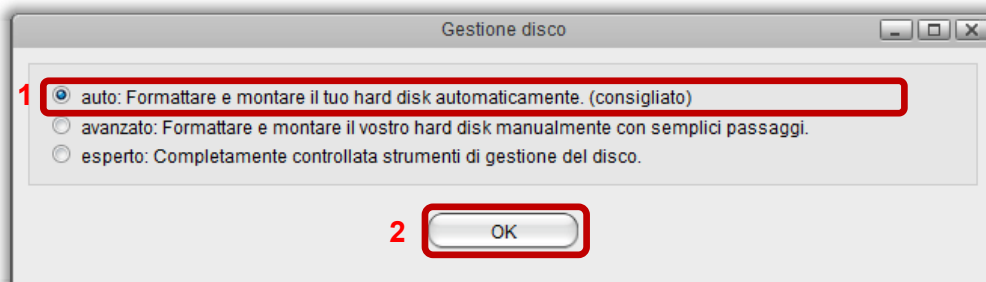 Gestione disco
1 auto: Formattare e montare il tuo hard disk automaticamente. (consigliato)
avanzato: Formattare e montare il vostro hard disk manualmente con semplici passaggi.
esperto: Completamente controllata strumenti di gestione del disco.
2 OK